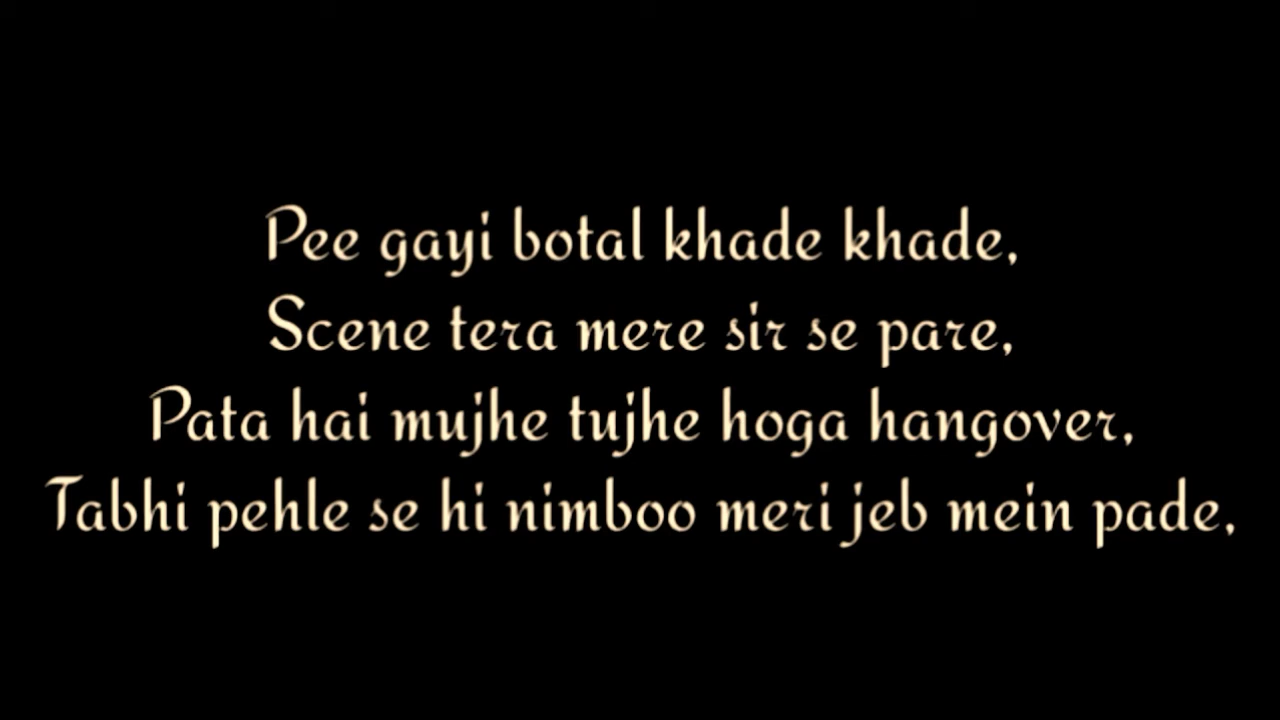 Pee gayi botal khade khade,
Scene tera mere sir se pare,
Pata hai mujhe tujhe hoga hangover,
Tabhi pehle se hi nimboo meri jeb mein pade,